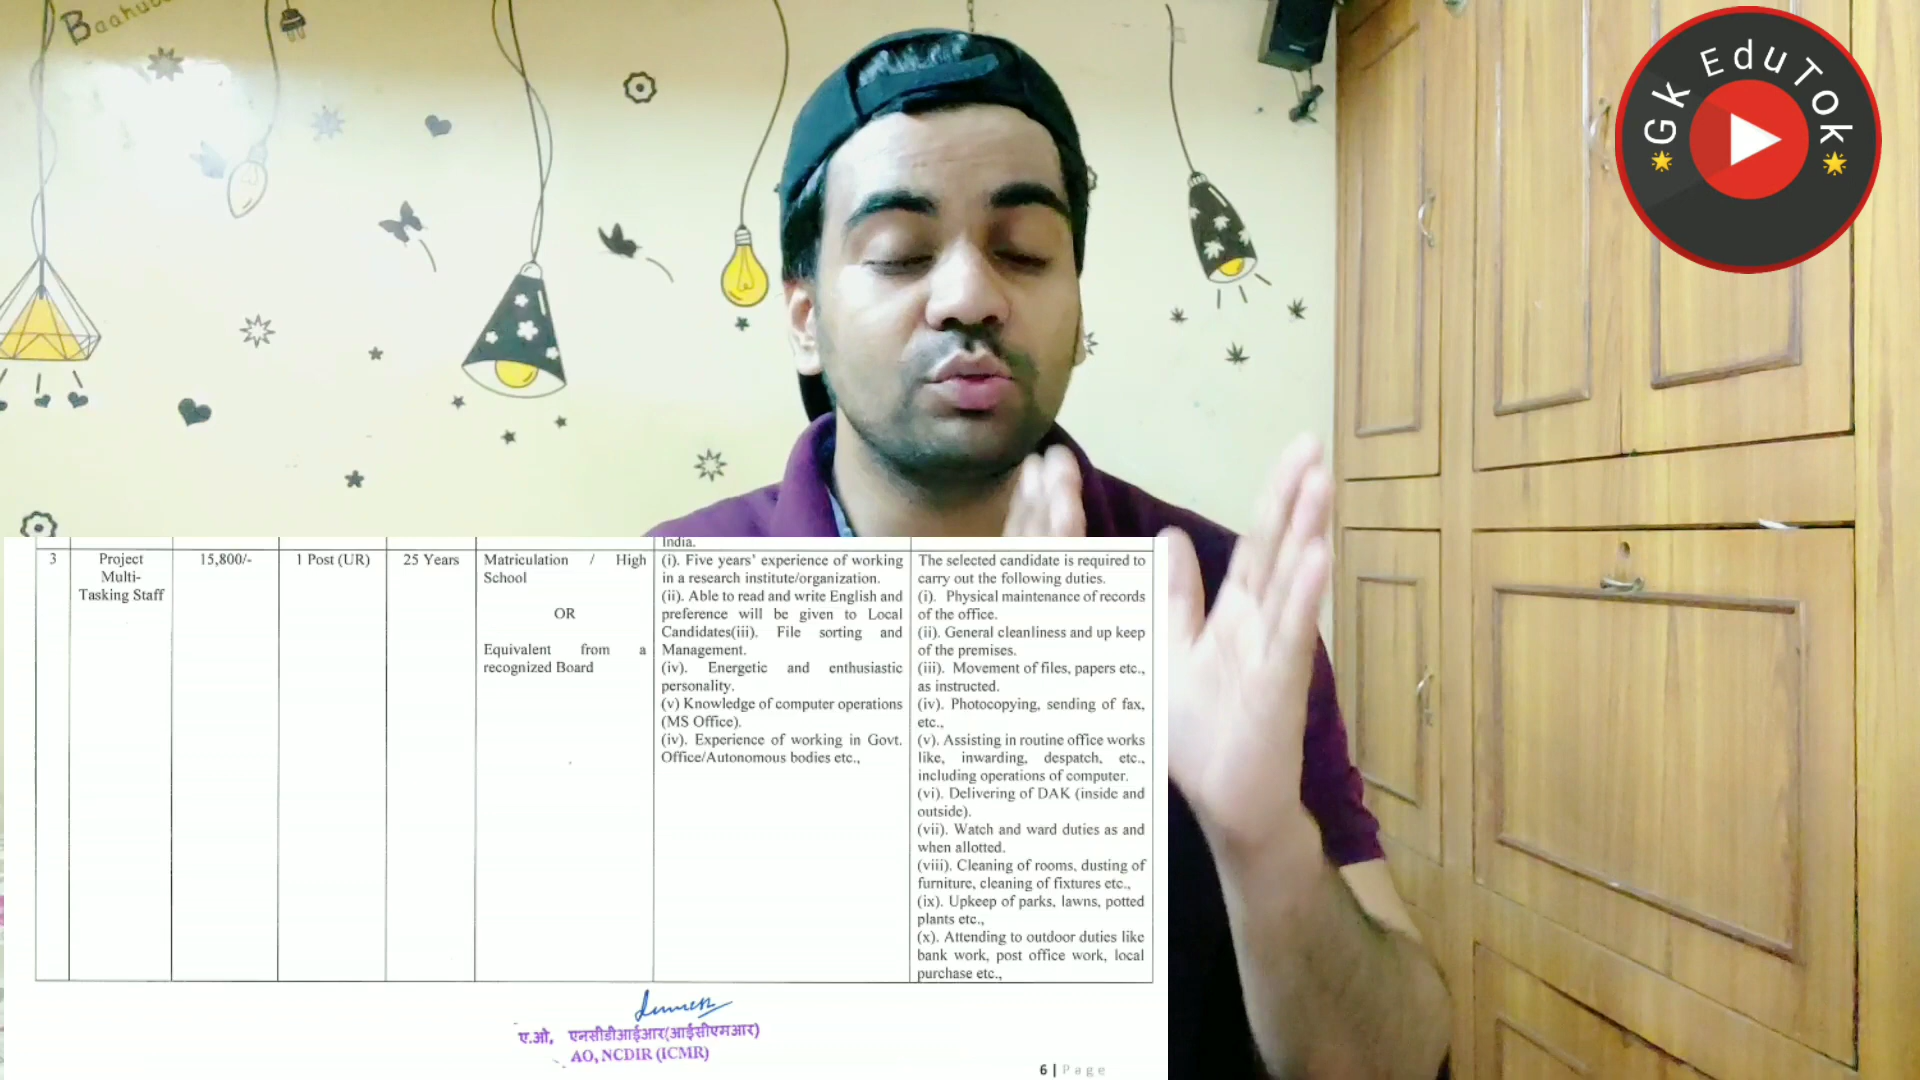 Baahub
Gk EduTok
India.
3
Project
Multi-
Tasking Staff
15,800/-
1 Post (UR)
25 Years
Matriculation / High
School
OR
Equivalent from a
recognized Board
(i). Five years' experience of working
in a research institute/organization.
(ii). Able to read and write English and
preference will be given to Local
Candidates(iii). File sorting and
Management.
(iv). Energetic and enthusiastic
personality.
(v) Knowledge of computer operations
(MS Office).
(iv). Experience of working in Govt.
Office/Autonomous bodies etc.,
The selected candidate is required to
carry out the following duties.
(i). Physical maintenance of records
of the office.
(ii). General cleanliness and up keep
of the premises.
(iii). Movement of files, papers etc.,
as instructed.
(iv). Photocopying, sending of fax,
etc.,
(v). Assisting in routine office works
like, inwarding, despatch, etc.,
including operations of computer.
(vi). Delivering of DAK (inside and
outside).
(vii). Watch and ward duties as and
when allotted.
(viii). Cleaning of rooms, dusting of
furniture, cleaning of fixtures etc.,
(ix). Upkeep of parks, lawns, potted
plants etc.,
(x). Attending to outdoor duties like
bank work, post office work, local
purchase etc.,
ए.ओ, एनसीडीआईआर(आईसीएमआर)
AO, NCDIR (ICMR)
6 | Page